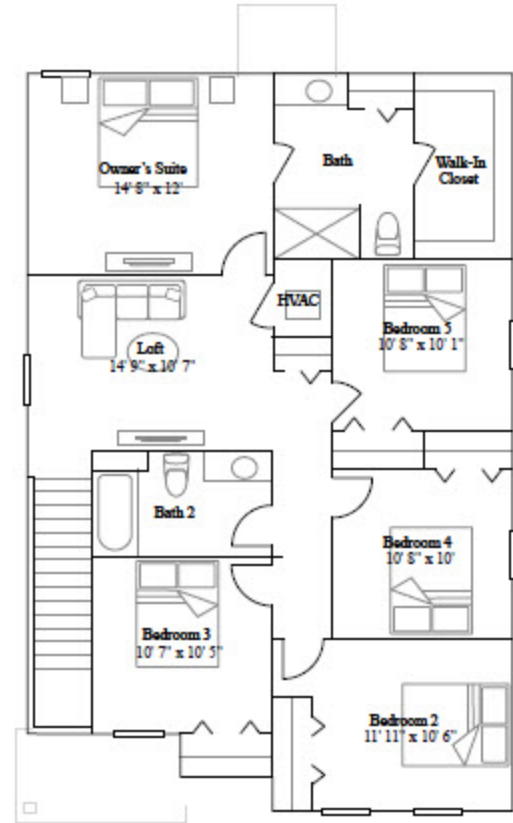 Owner's Suite
14' 8" x 12'
Bath
Walk-In
Closet
HVAC
Bedroom 5
10' 8" x 10' 1"
Loft
14' 9" x 10' 7"
Bath 2
Bedroom 4
10' 8" x 10'
Bedroom 3
10' 7" x 10' 5"
Bedroom 2
11' 11" x 10' 6"